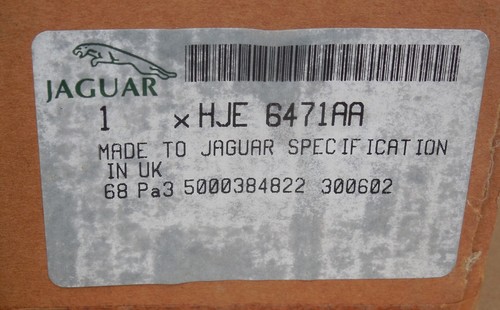 JAGUAR
1 x HJE 6471AA
MADE TO JAGUAR SPECIFICATION
IN UK
68 Pa3 5000384822 300602